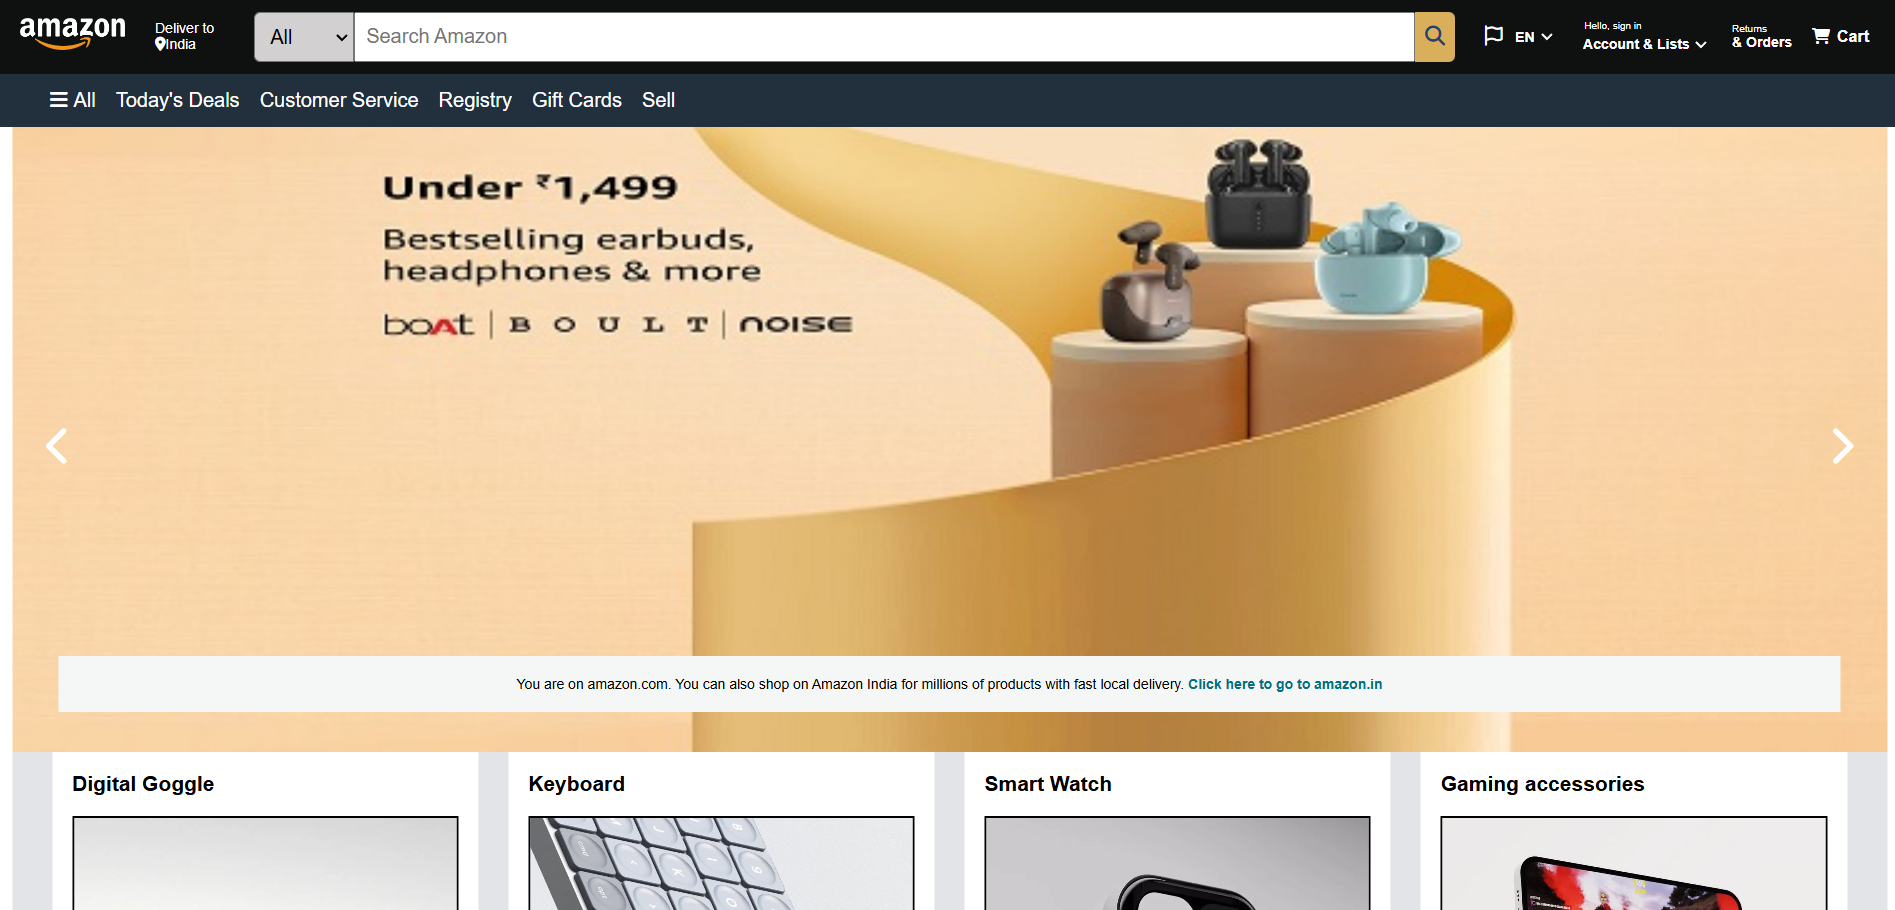 amazon
Deliver to
India
All
Search Amazon
EN
Hello, sign in
Account & Lists
Returns
& Orders
Cart
All
Today's Deals
Customer Service
Registry
Gift Cards
Sell
Under ₹1,499
Bestselling earbuds,
headphones & more
boAt | BOULT | NOISE
You are on amazon.com. You can also shop on Amazon India for millions of products with fast local delivery. Click here to go to amazon.in
Digital Goggle
Keyboard
Smart Watch
Gaming accessories